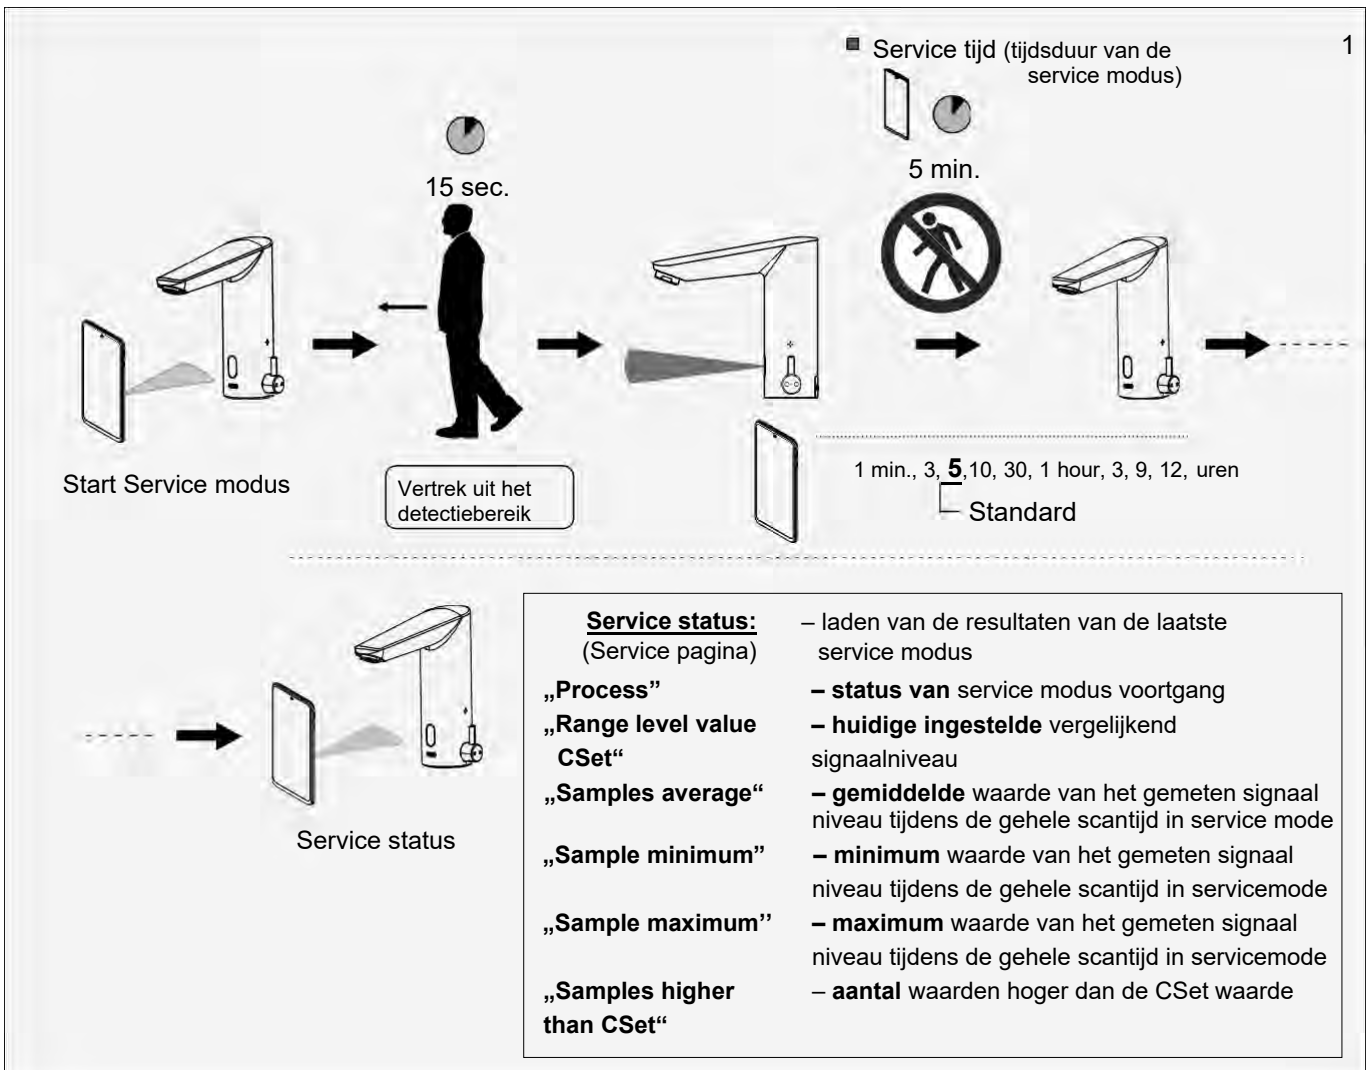 ■ Service tijd (tijdsduur van de
service modus)
1
15 sec.
5 min.
Start Service modus
Vertrek uit het
detectiebereik
1 min., 3, 5,10, 30, 1 hour, 3, 9, 12, uren
Standard
Service status
Service status: – laden van de resultaten van de laatste
(Service pagina) service modus
„Process” – status van service modus voortgang
„Range level value – huidige ingestelde vergelijkend
CSet“ signaalniveau
„Samples average“ – gemiddelde waarde van het gemeten signaal
niveau tijdens de gehele scantijd in service mode
„Sample minimum” – minimum waarde van het gemeten signaal
niveau tijdens de gehele scantijd in servicemode
„Sample maximum’’ – maximum waarde van het gemeten signaal
niveau tijdens de gehele scantijd in servicemode
„Samples higher – aantal waarden hoger dan de CSet waarde
than CSet“